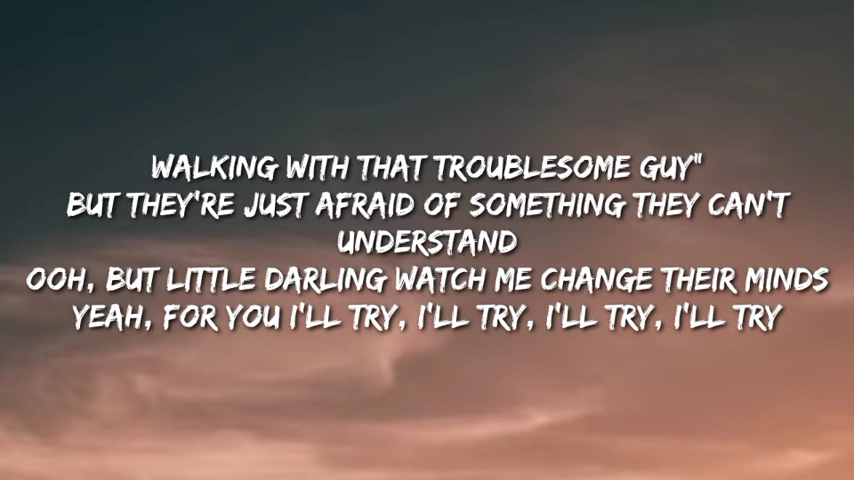 WALKING WITH THAT TROUBLESOME GUY"
BUT THEY'RE JUST AFRAID OF SOMETHING THEY CAN'T
UNDERSTAND
OOH, BUT LITTLE DARLING WATCH ME CHANGE THEIR MINDS
YEAH, FOR YOU I'LL TRY, I'LL TRY, I'LL TRY, I'LL TRY